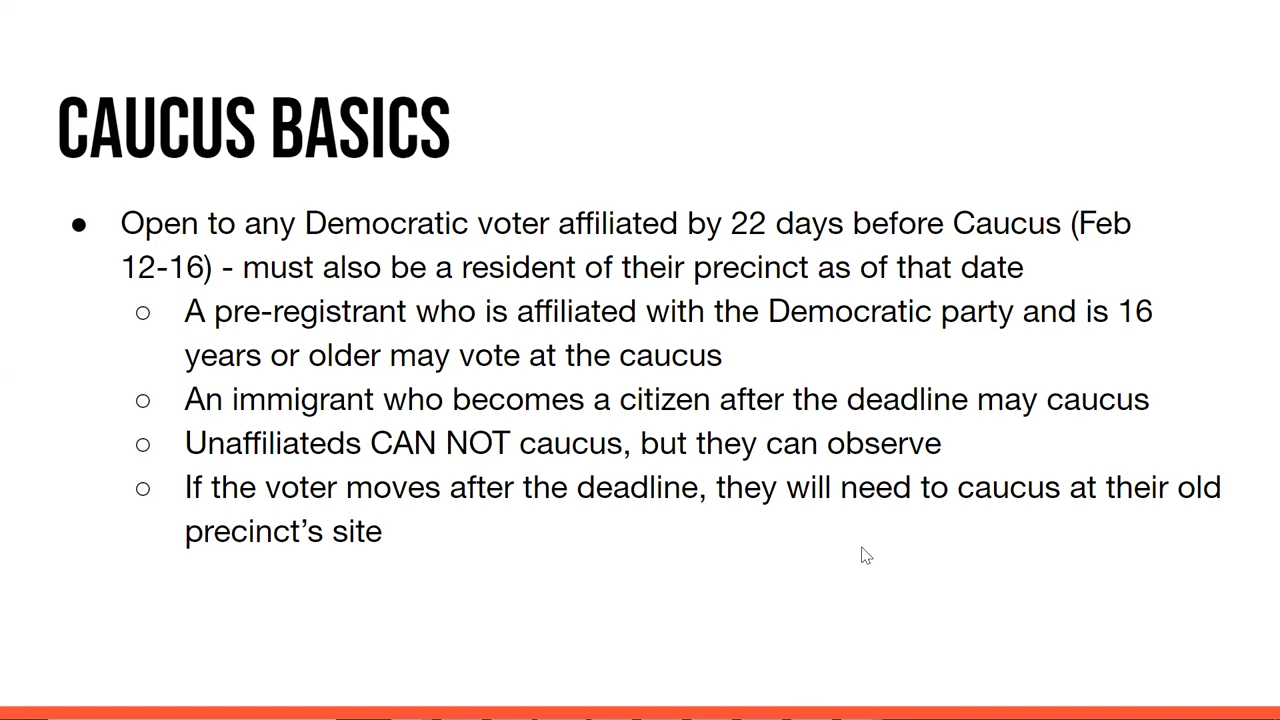 CAUCUS BASICS
● Open to any Democratic voter affiliated by 22 days before Caucus (Feb
12-16) - must also be a resident of their precinct as of that date
○ A pre-registrant who is affiliated with the Democratic party and is 16
years or older may vote at the caucus
○ An immigrant who becomes a citizen after the deadline may caucus
○ Unaffiliateds CAN NOT caucus, but they can observe
○ If the voter moves after the deadline, they will need to caucus at their old
precinct’s site